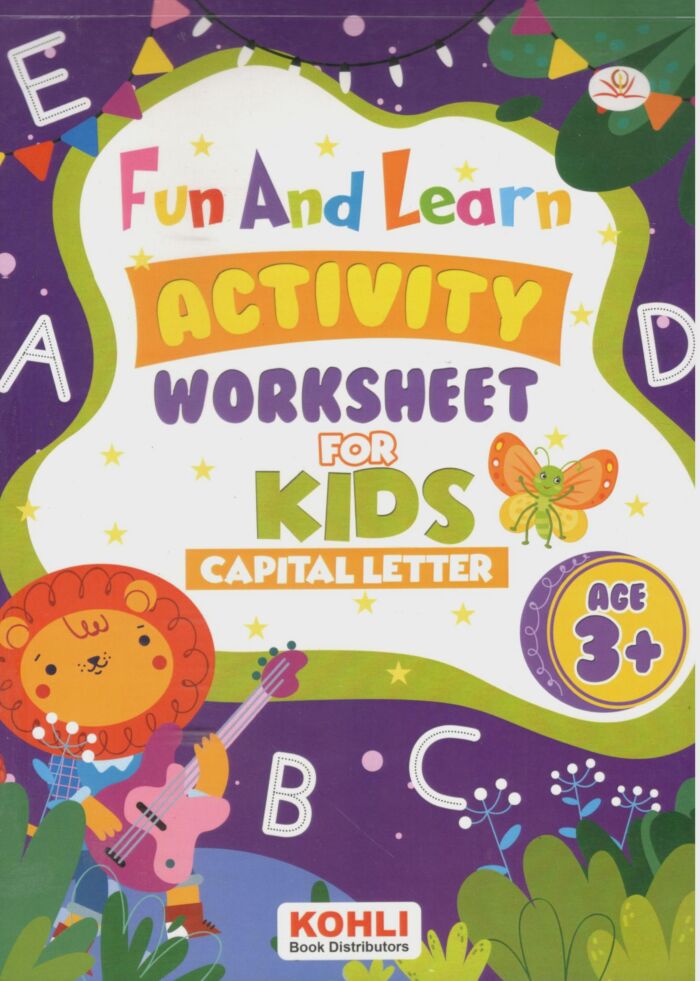 E
Fun And Learn
ACTIVITY
A
D
WORKSHEET
FOR
KIDS
CAPITAL LETTER
AGE
3+
B
C
KOHLI
Book Distributors